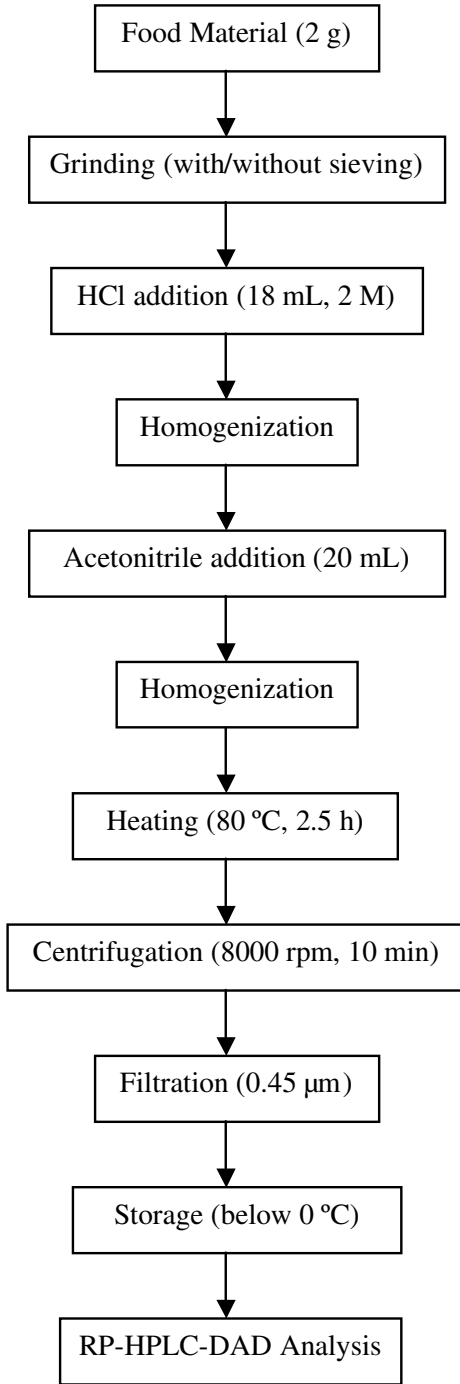 Food Material (2 g)
Grinding (with/without sieving)
HCl addition (18 mL, 2 M)
Homogenization
Acetonitrile addition (20 mL)
Homogenization
Heating (80 ºC, 2.5 h)
Centrifugation (8000 rpm, 10 min)
Filtration (0.45 µm)
Storage (below 0 ºC)
RP-HPLC-DAD Analysis